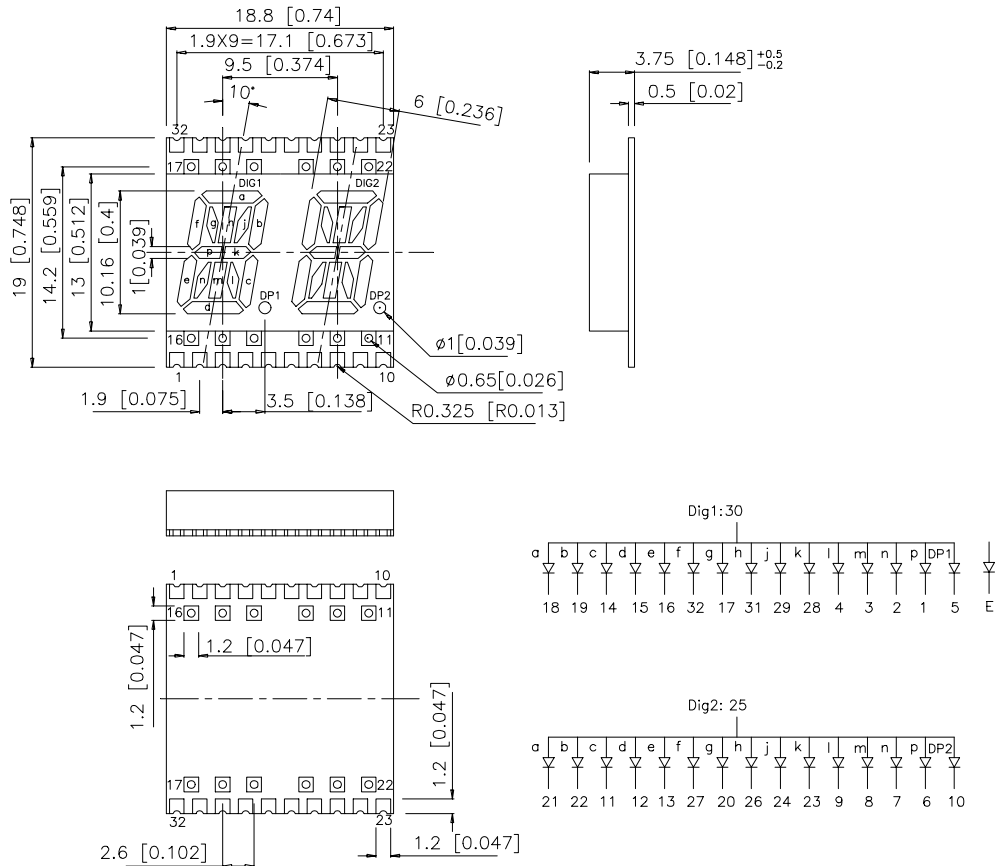 18.8 [0.74]
1.9X9=17.1 [0.673]
9.5 [0.374]
10°
6 [0.236]
32 23
17 22
DIG1 DIG2
a
f g h j b
p k
e n m l c
d
DP1 DP2
16 11
1 10
19 [0.748]
14.2 [0.559]
13 [0.512]
10.16 [0.4]
1[0.039]
ø1[0.039]
ø0.65[0.026]
R0.325 [R0.013]
1.9 [0.075]
3.5 [0.138]
3.75 [0.148] +0.5 -0.2
0.5 [0.02]
1 10
16 11
1.2 [0.047]
1.2 [0.047]
1.2 [0.047]
17 22
32 23
2.6 [0.102]
1.2 [0.047]
Dig1:30
a b c d e f g h j k l m n p DP1
18 19 14 15 16 32 17 31 29 28 4 3 2 1 5 E
Dig2: 25
a b c d e f g h j k l m n p DP2
21 22 11 12 13 27 20 26 24 23 9 8 7 6 10